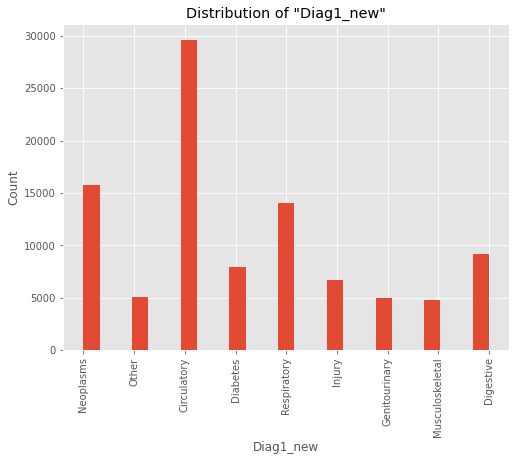 Distribution of "Diag1_new"
Count
30000
25000
20000
15000
10000
5000
0
Neoplasms
Other
Circulatory
Diabetes
Respiratory
Injury
Genitourinary
Musculoskeletal
Digestive
Diag1_new